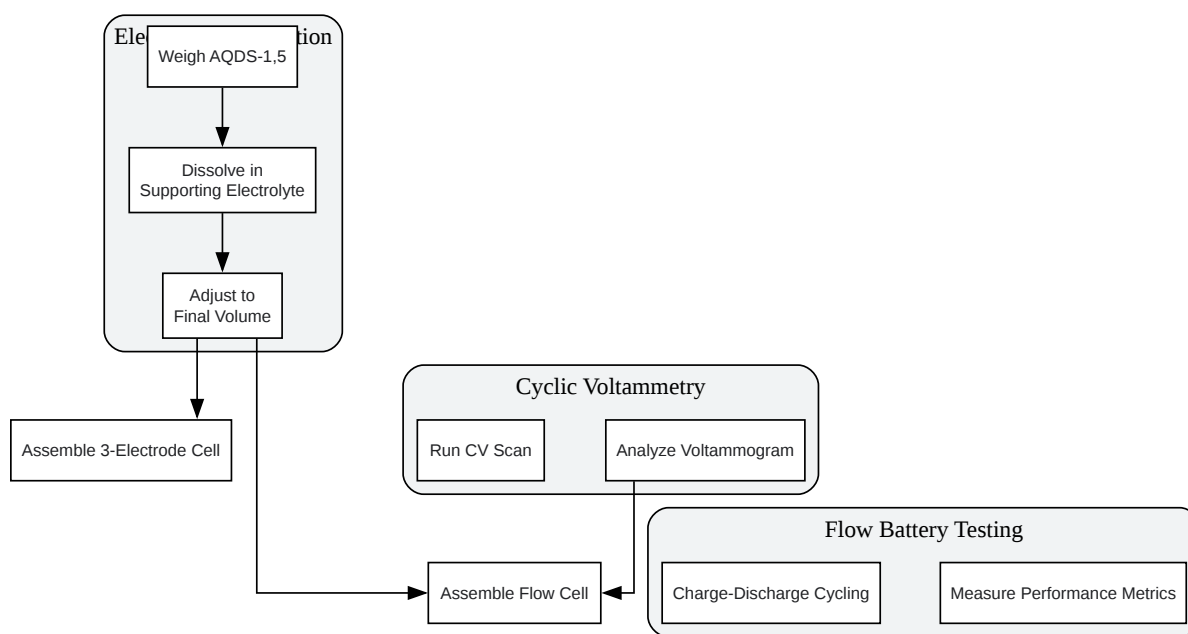 Weigh AQDS-1,5
Dissolve in
Supporting Electrolyte
Adjust to
Final Volume
Cyclic Voltammetry
Assemble 3-Electrode Cell
Run CV Scan
Analyze Voltammogram
Flow Battery Testing
Assemble Flow Cell
Charge-Discharge Cycling
Measure Performance Metrics